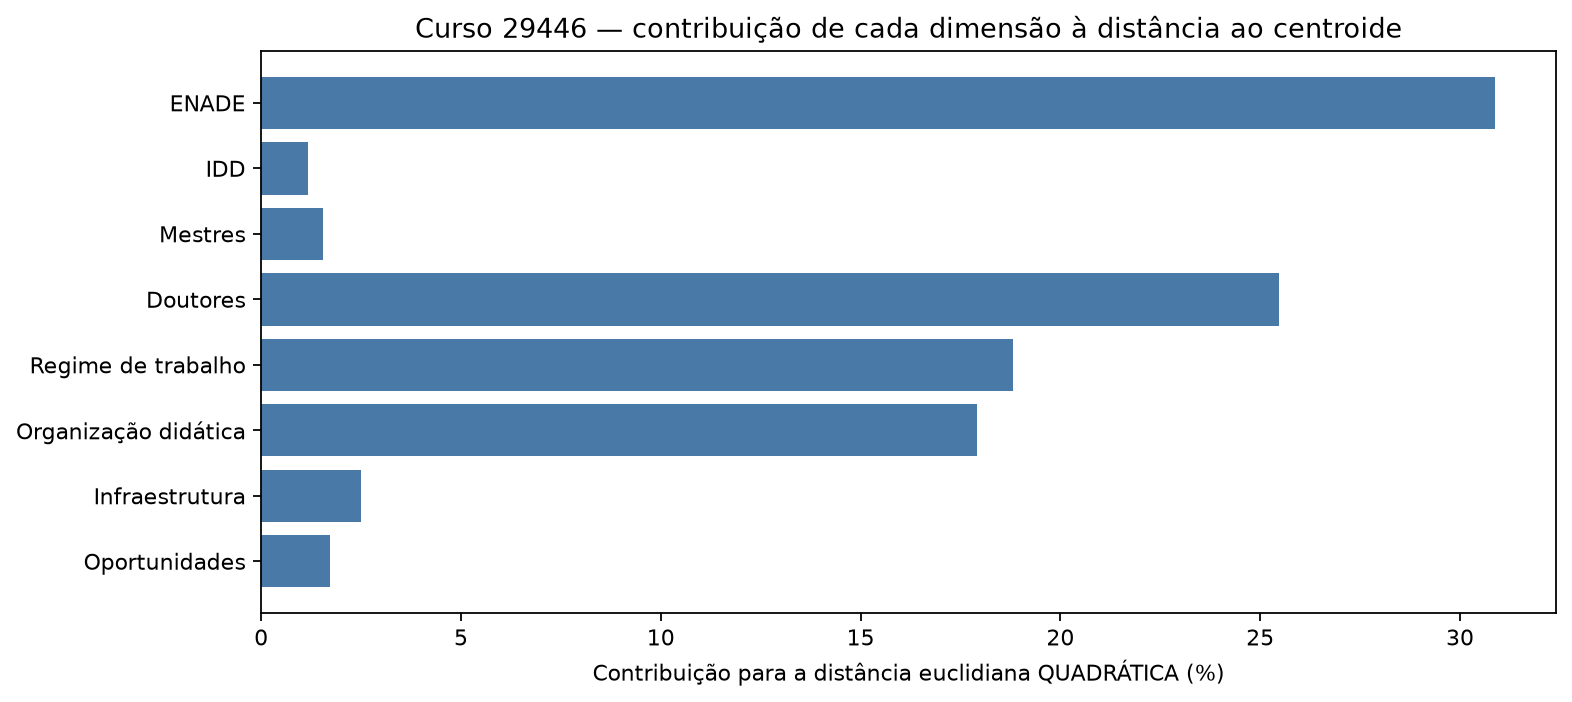 Curso 29446 — contribuição de cada dimensão à distância ao centroide
ENADE
IDD
Mestres
Doutores
Regime de trabalho
Organização didática
Infraestrutura
Oportunidades
0 5 10 15 20 25 30
Contribuição para a distância euclidiana QUADRÁTICA (%)